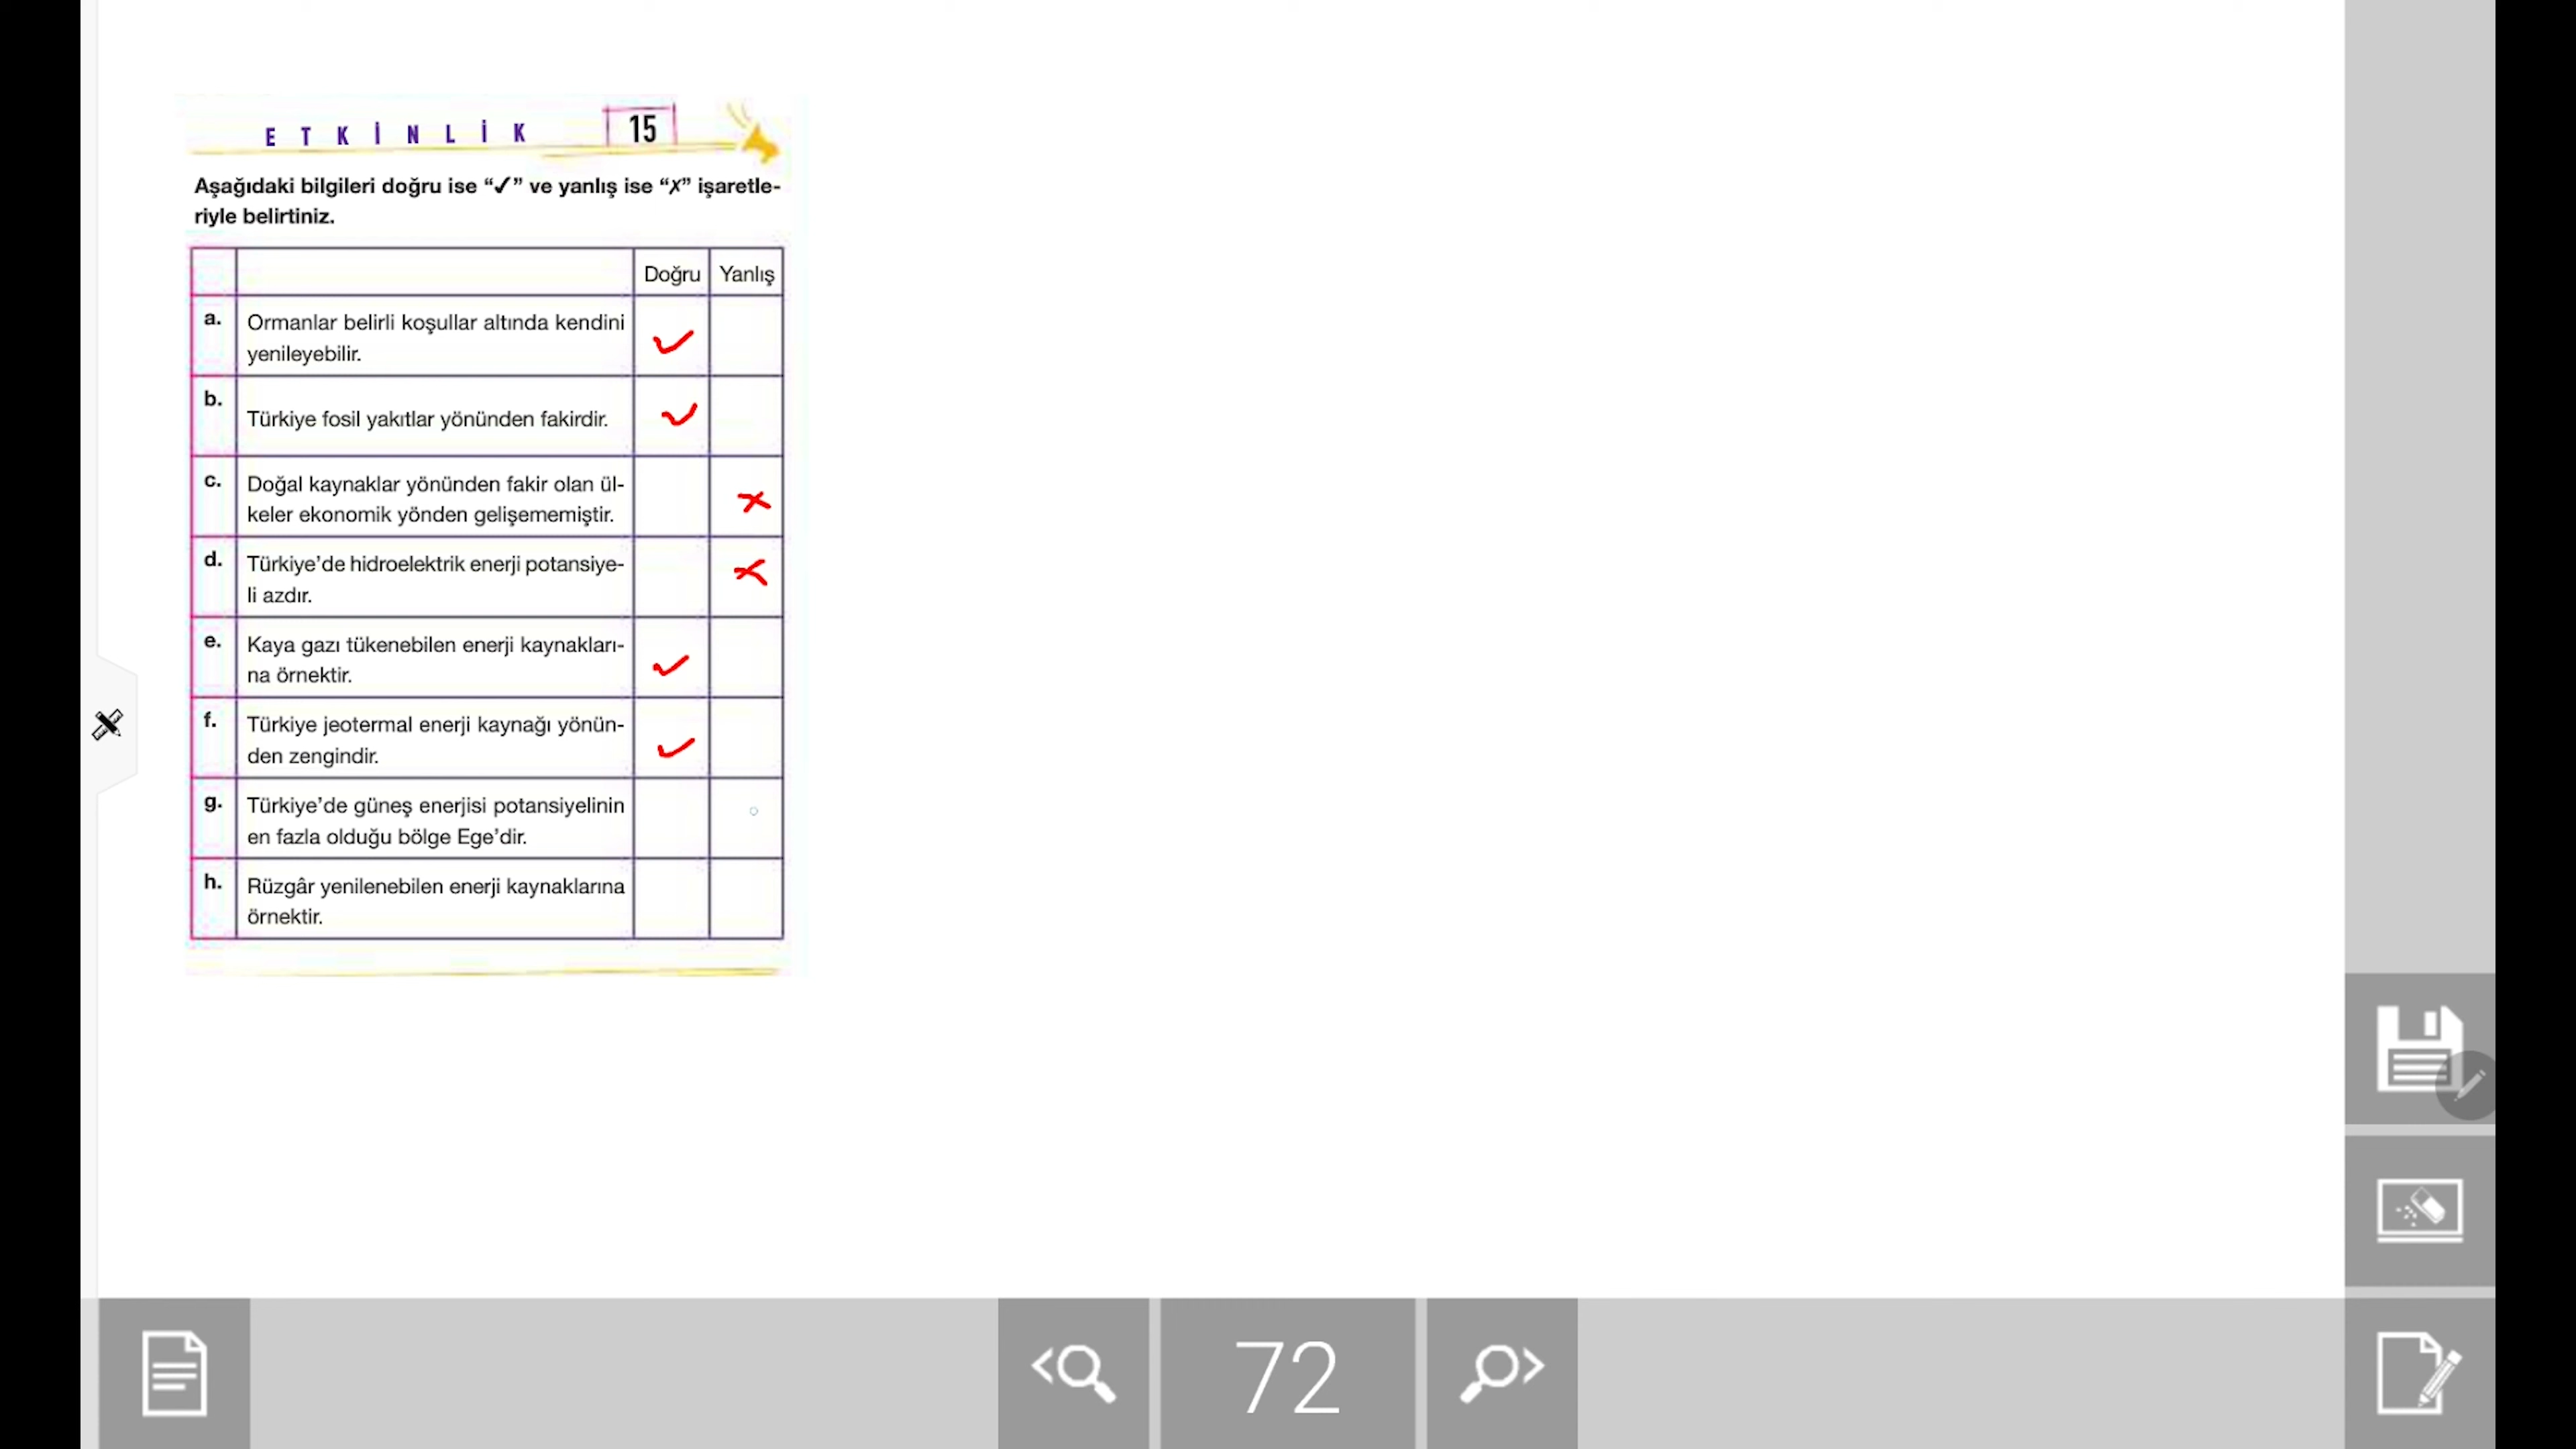 ETKİNLİK 15
Aşağıdaki bilgileri doğru ise “✓” ve yanlış ise “✗” işaretle-
riyle belirtiniz.
Doğru Yanlış
a. Ormanlar belirli koşullar altında kendini
yenileyebilir. ✓
b. Türkiye fosil yakıtlar yönünden fakirdir. ✓
c. Doğal kaynaklar yönünden fakir olan ül-
keler ekonomik yönden gelişememiştir. ✗
d. Türkiye’de hidroelektrik enerji potansiye-
li azdır. ✗
e. Kaya gazı tükenebilen enerji kaynakları-
na örnektir. ✓
f. Türkiye jeotermal enerji kaynağı yönün-
den zengindir. ✓
g. Türkiye’de güneş enerjisi potansiyelinin
en fazla olduğu bölge Ege’dir.
h. Rüzgâr yenilenebilen enerji kaynaklarına
örnektir.
72